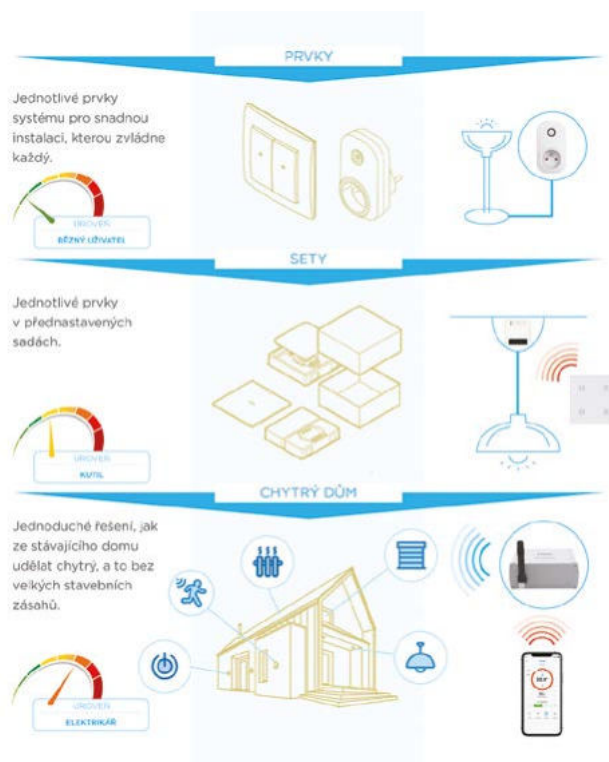 PRVKY
Jednotlivé prvky
systému pro snadnou
instalaci, kterou zvládne
každý.
ÚROVEŇ
BĚŽNÝ UŽIVATEL
SETY
Jednotlivé prvky
v přednastavených
sadách.
ÚROVEŇ
KUTIL
CHYTRÝ DŮM
Jednoduché řešení, jak
ze stávajícího domu
udělat chytrý, a to bez
velkých stavebních
zásahů.
ÚROVEŇ
ELEKTRIKÁŘ